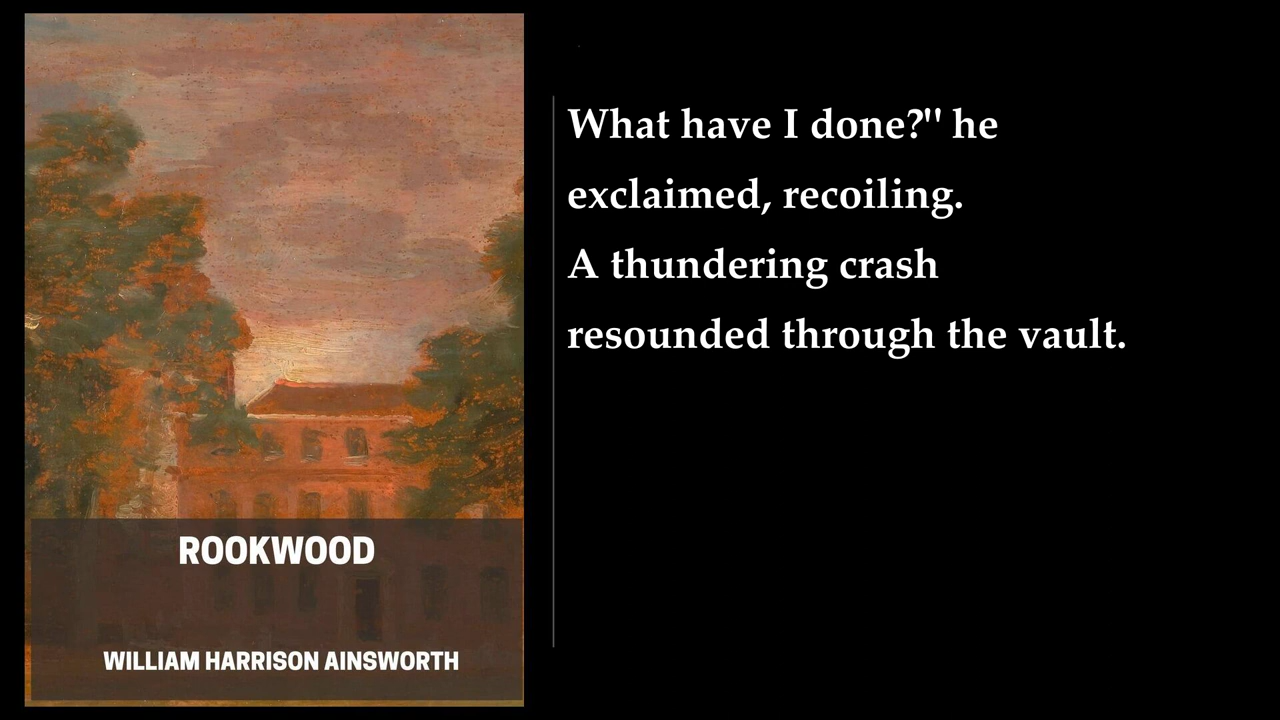 What have I done?" he
exclaimed, recoiling.
A thundering crash
resounded through the vault.
ROOKWOOD
WILLIAM HARRISON AINSWORTH